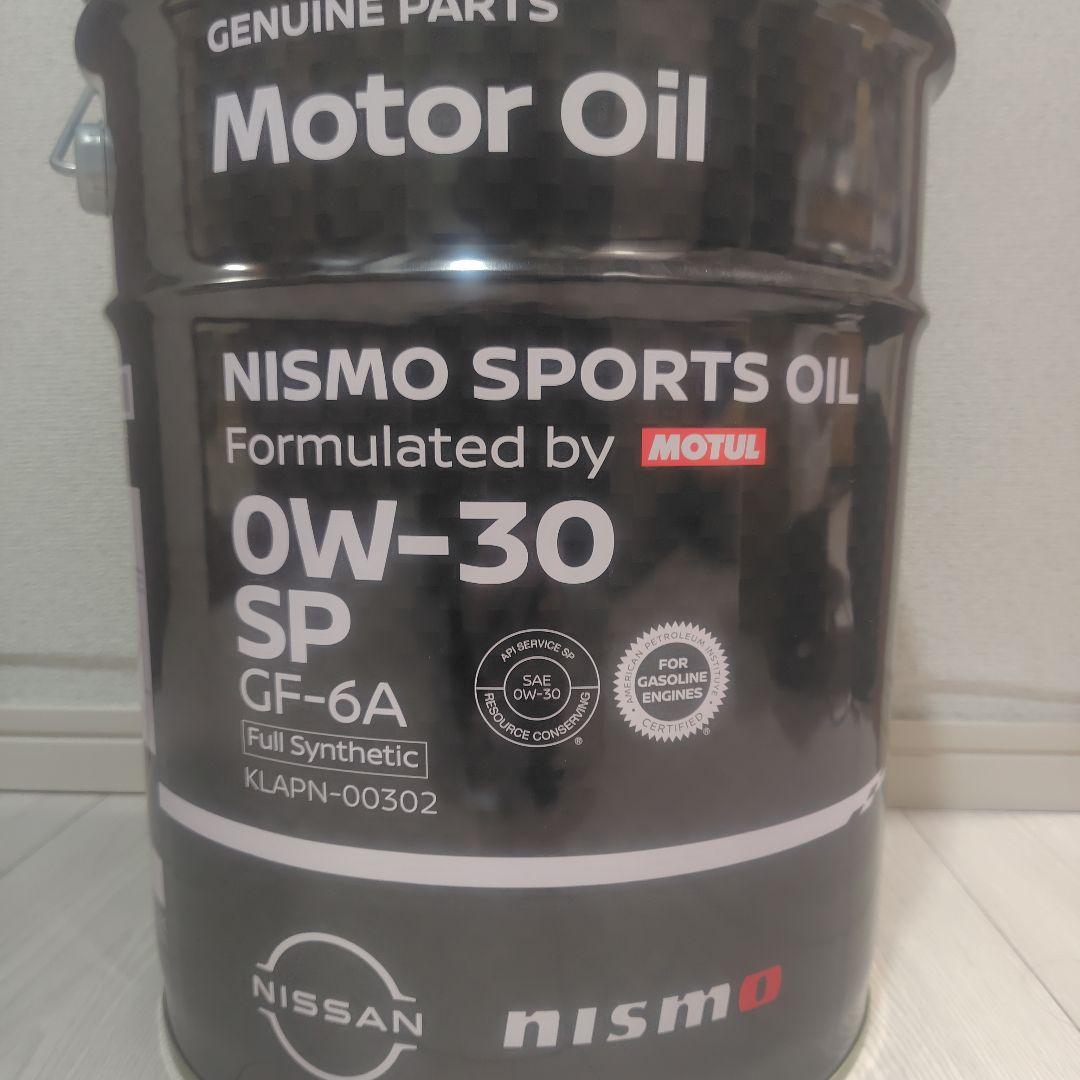 GENUINE PARTS
Motor Oil
NISMO SPORTS OIL
Formulated by MOTUL
0W-30
SP
GF-6A
Full Synthetic
KLAPN-00302
API SERVICE SP
SAE
0W-30
RESOURCE CONSERVING
®
AMERICAN PETROLEUM INSTITUTE
FOR
GASOLINE
ENGINES
CERTIFIED
®
NISSAN
nismo